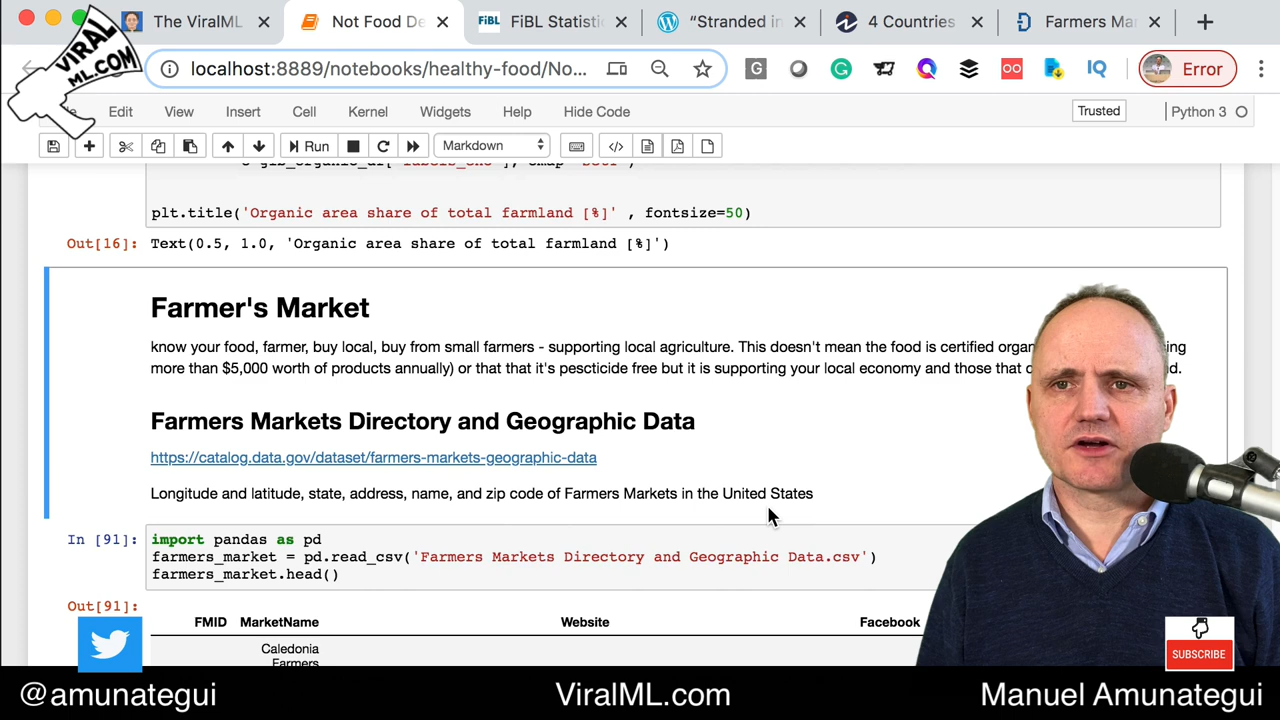 The ViralML
Not Food De
FiBL
FiBL Statisti
“Stranded in
4 Countries
Farmers Ma
VIRAL
ML.COM
localhost:8889/notebooks/healthy-food/No...
Error
Edit View Insert Cell Kernel Widgets Help Hide Code
Trusted
Python 3
Run
Markdown
plt.title('Organic area share of total farmland [%]' , fontsize=50)
Out[16]: Text(0.5, 1.0, 'Organic area share of total farmland [%]')
Farmer's Market
know your food, farmer, buy local, buy from small farmers - supporting local agriculture. This doesn't mean the food is certified
more than $5,000 worth of products annually) or that that it's pescticide free but it is supporting your local economy and those that
Farmers Markets Directory and Geographic Data
https://catalog.data.gov/dataset/farmers-markets-geographic-data
Longitude and latitude, state, address, name, and zip code of Farmers Markets in the United States
In [91]: import pandas as pd
farmers_market = pd.read_csv('Farmers Markets Directory and Geographic Data.csv')
farmers_market.head()
Out[91]:
FMID MarketName Website Facebook
Caledonia
Farmers
SUBSCRIBE
@amunategui ViralML.com Manuel Amunategui